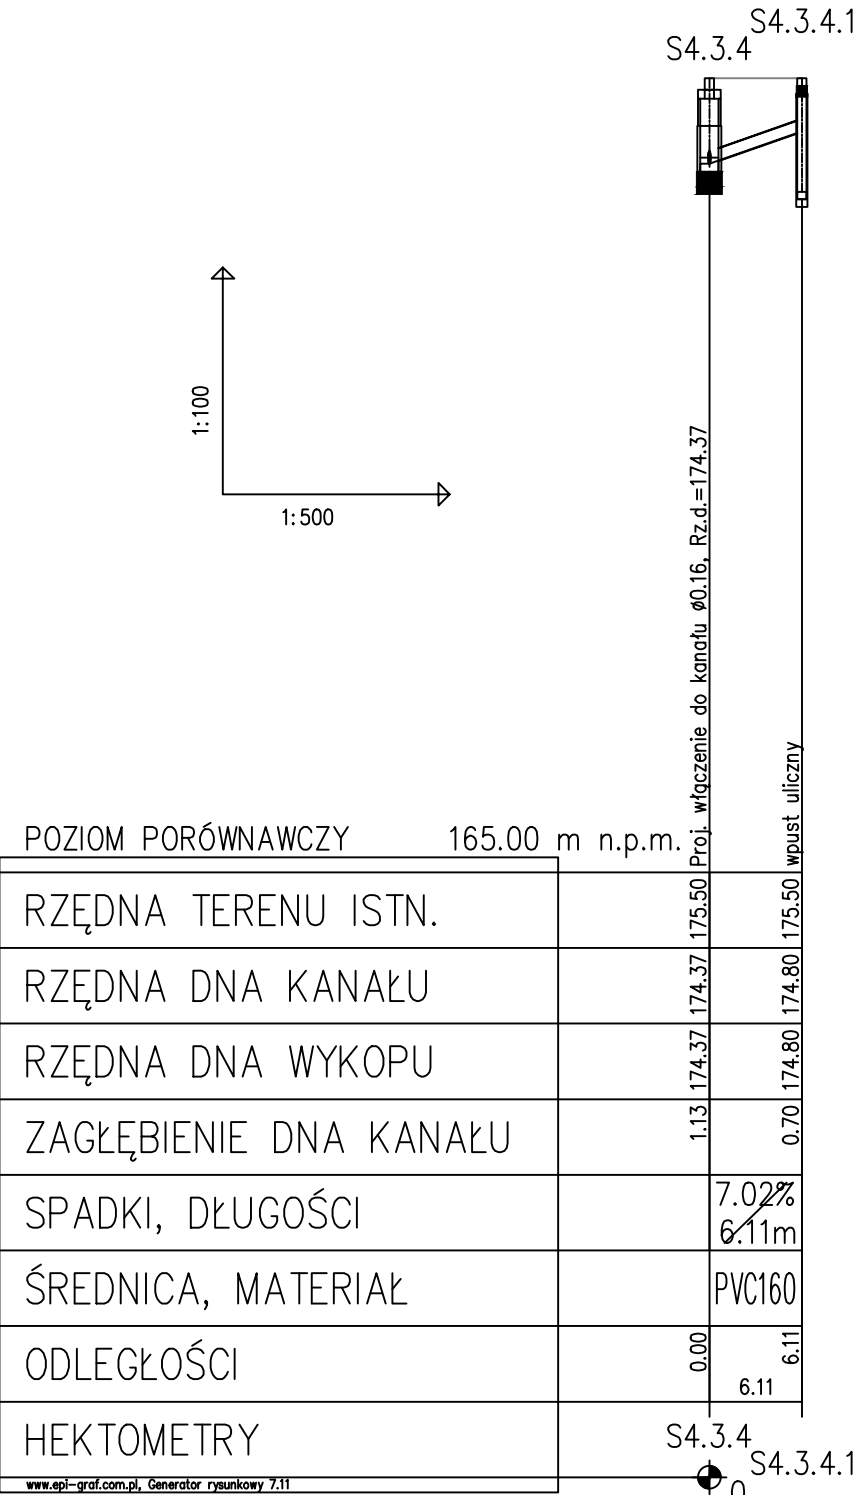 S4.3.4.1
S4.3.4
1:100
1:500
Proj. włączenie do kanału ø0.16, Rz.d.=174.37
wpust uliczny
POZIOM PORÓWNAWCZY 165.00 m n.p.m.
RZĘDNA TERENU ISTN. 175.50 175.50
RZĘDNA DNA KANAŁU 174.37 174.80
RZĘDNA DNA WYKOPU 174.37 174.80
ZAGŁĘBIENIE DNA KANAŁU 1.13 0.70
SPADKI, DŁUGOŚCI 7.02%
6.11m
ŚREDNICA, MATERIAŁ PVC160
ODLEGŁOŚCI 0.00 6.11
6.11
HEKTOMETRY
S4.3.4
S4.3.4.1
0
www.epi-graf.com.pl, Generator rysunkowy 7.11